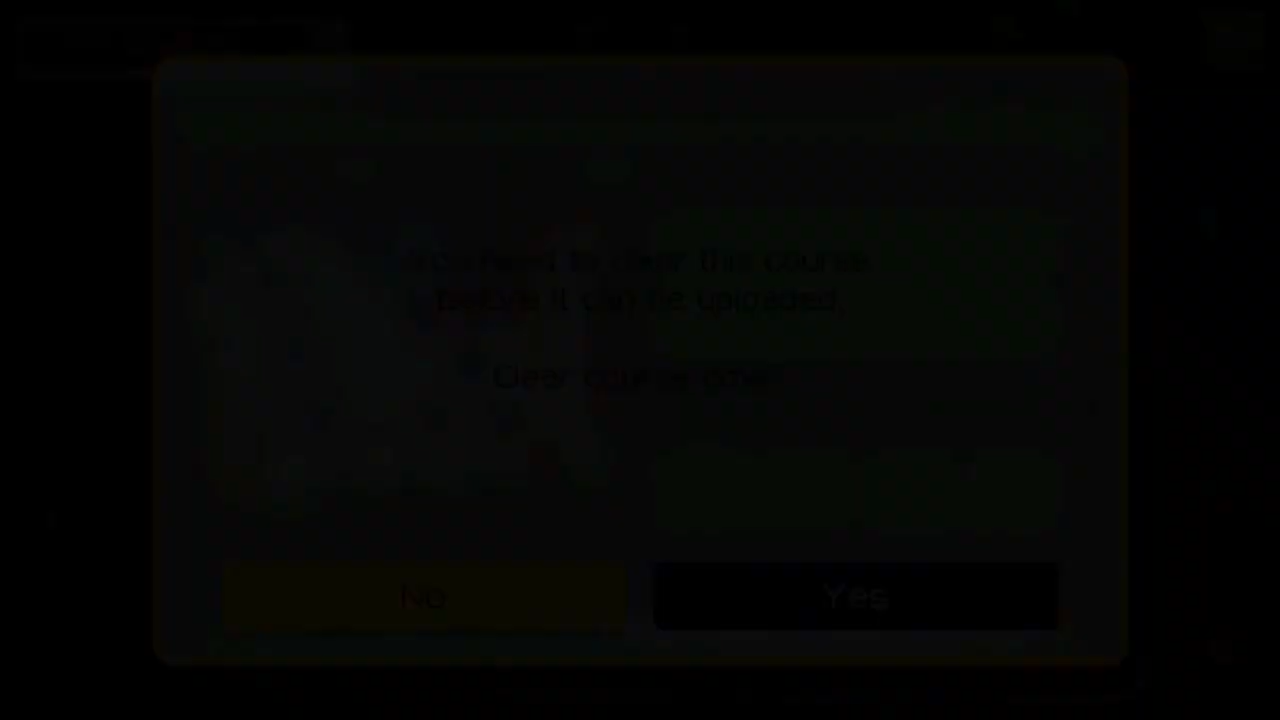 You need to clear this course
before it can be uploaded.
Clear course now?
No
Yes